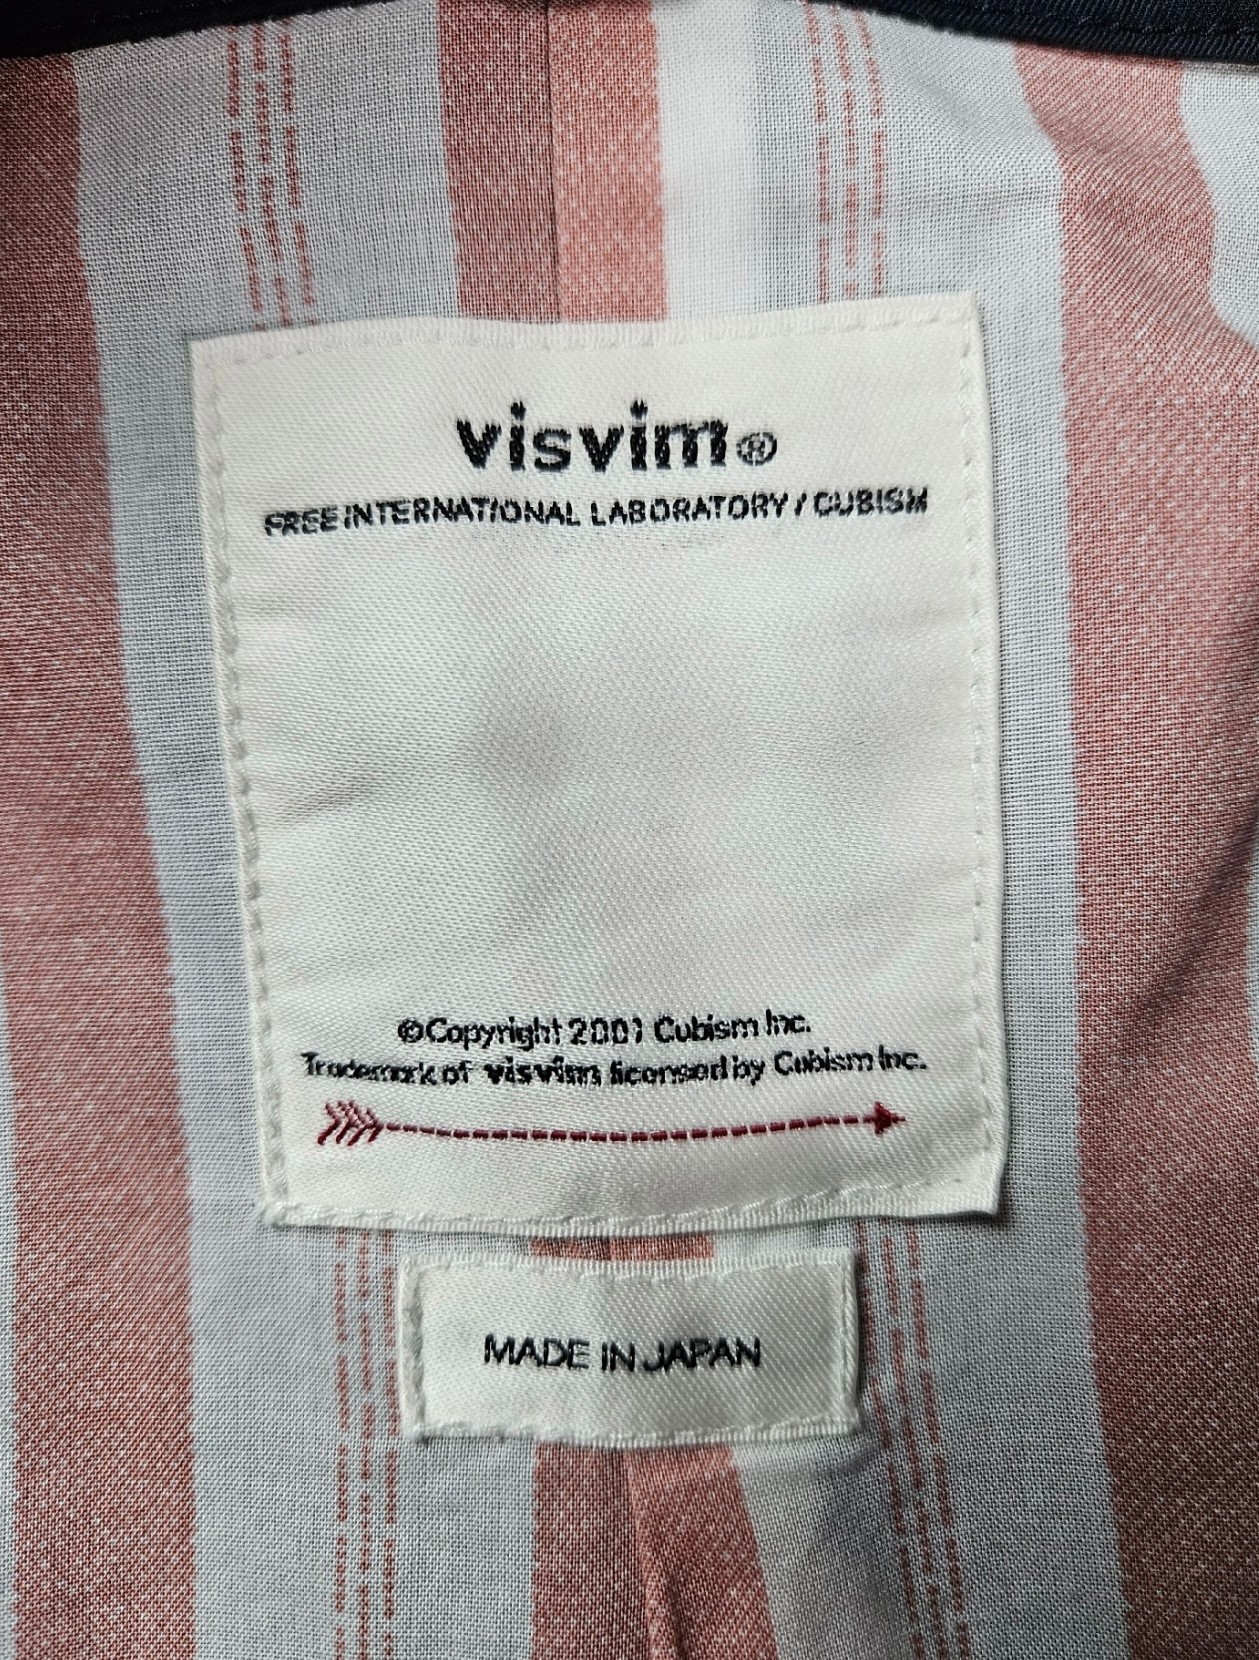 visvim®
FREE INTERNATIONAL LABORATORY / CUBISM
©Copyright 2001 Cubism Inc.
Trademark of visvim licensed by Cubism Inc.
MADE IN JAPAN